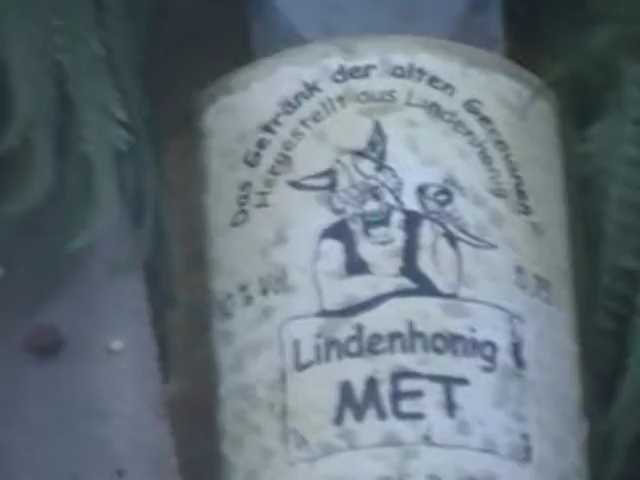 Das Getränk der alten Germanen
Hergestellt aus Lindenhonig
Lindenhonig
MET